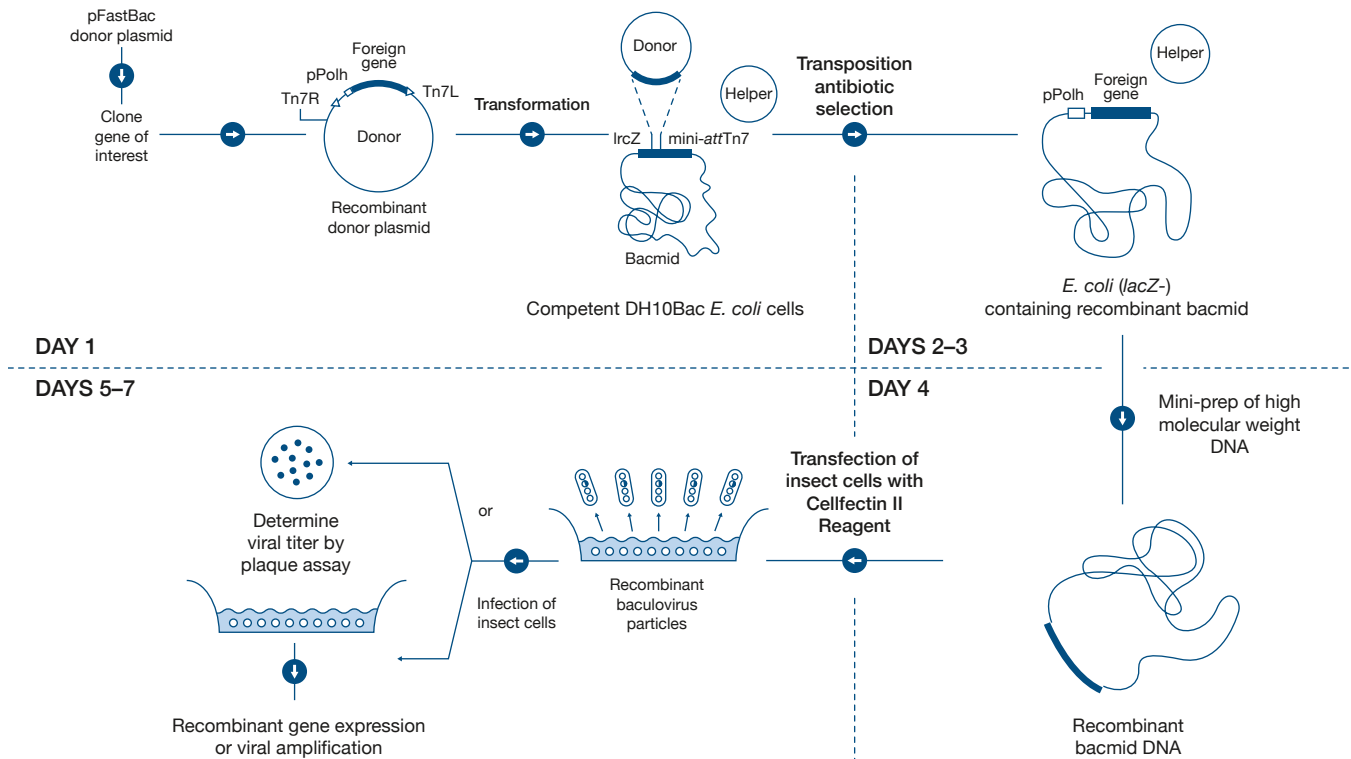 pFastBac
donor plasmid
Clone
gene of
interest
Foreign
gene
pPolh
Tn7R
Tn7L
Donor
Recombinant
donor plasmid
Transformation
Donor
Helper
lrcZ
mini-attTn7
Bacmid
Competent DH10Bac E. coli cells
Transposition
antibiotic
selection
Helper
Foreign
gene
pPolh
E. coli (lacZ-)
containing recombinant bacmid
DAY 1
DAYS 2–3
DAYS 5–7
DAY 4
Mini-prep of high
molecular weight
DNA
Recombinant
bacmid DNA
Transfection of
insect cells with
Cellfectin II
Reagent
Recombinant
baculovirus
particles
Infection of
insect cells
or
Determine
viral titer by
plaque assay
Recombinant gene expression
or viral amplification